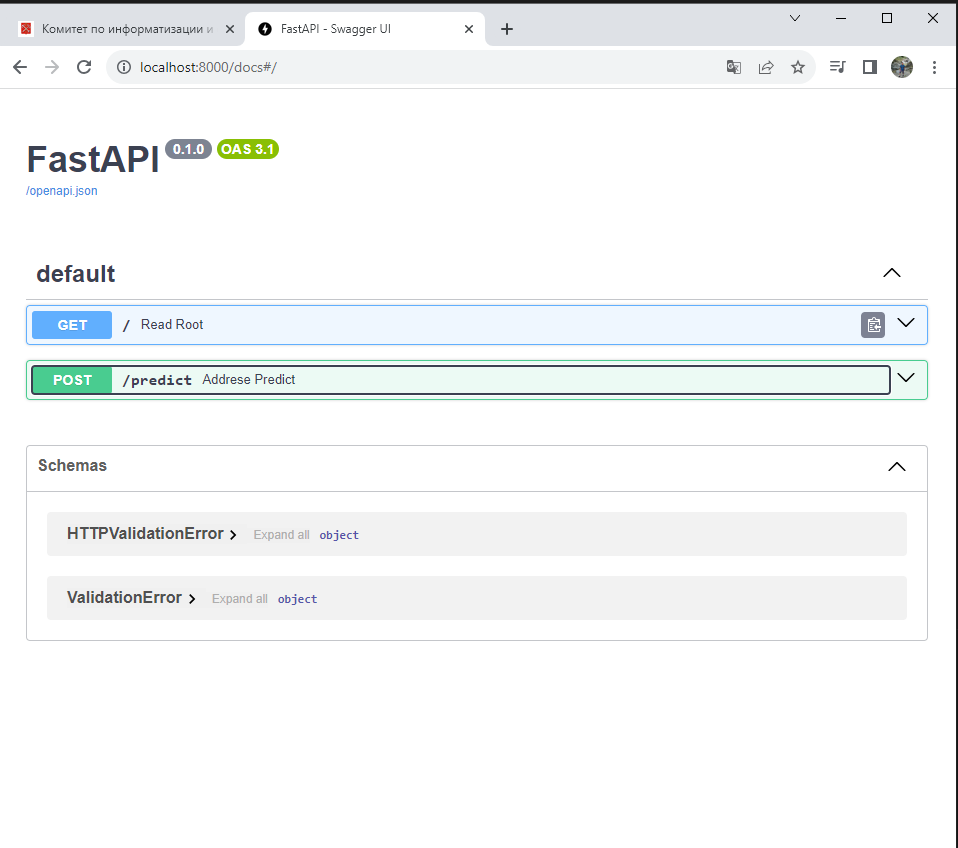 Комитет по информатизации и
FastAPI - Swagger UI
localhost:8000/docs#/
FastAPI 0.1.0 OAS 3.1
/openapi.json
default
GET / Read Root
POST /predict Addrese Predict
Schemas
HTTPValidationError Expand all object
ValidationError Expand all object